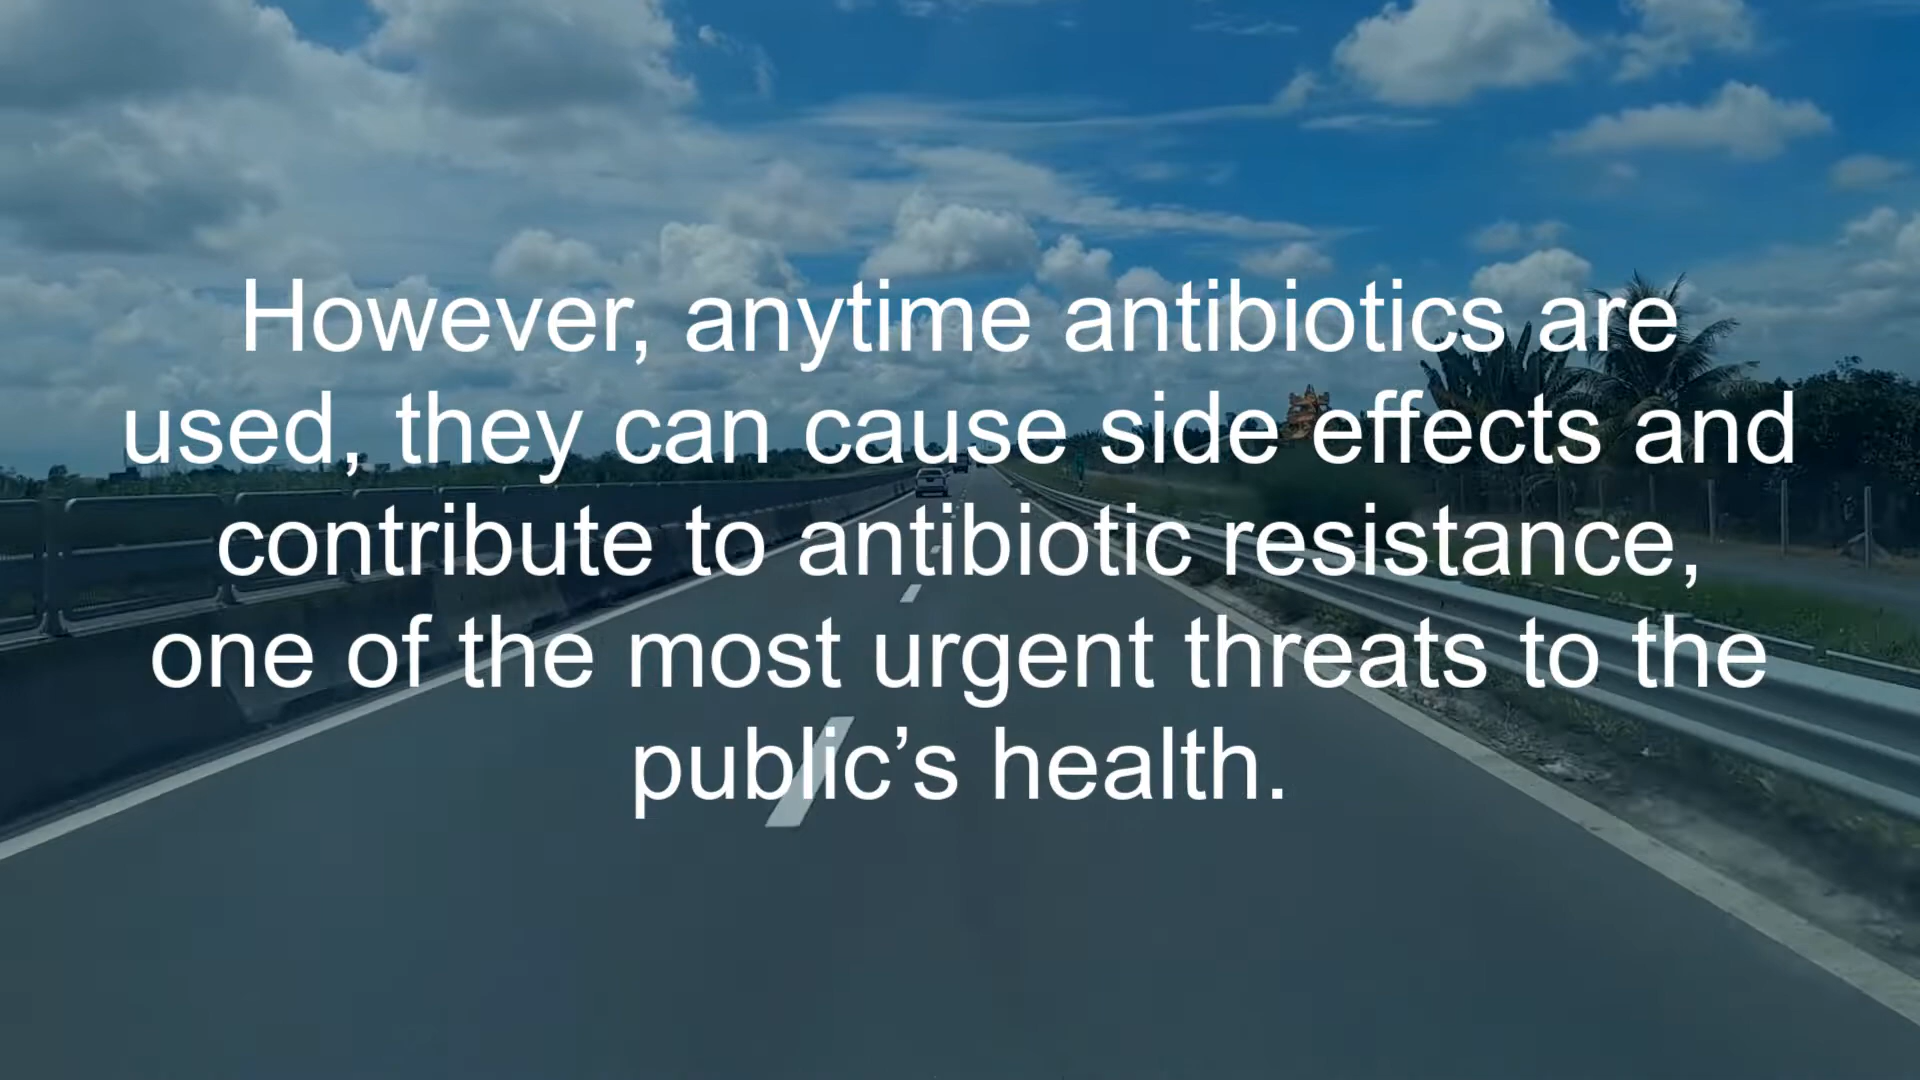 However, anytime antibiotics are
used, they can cause side effects and
contribute to antibiotic resistance,
one of the most urgent threats to the
public’s health.